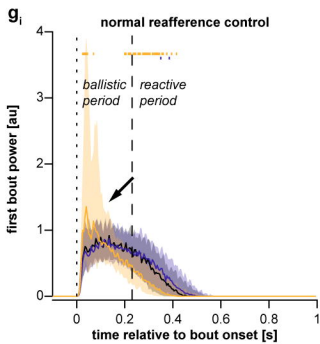 gi
normal reafference control
4
ballistic reactive
period period
3
2
1
0
first bout power [au]
0 0.2 0.4 0.6 0.8 1
time relative to bout onset [s]